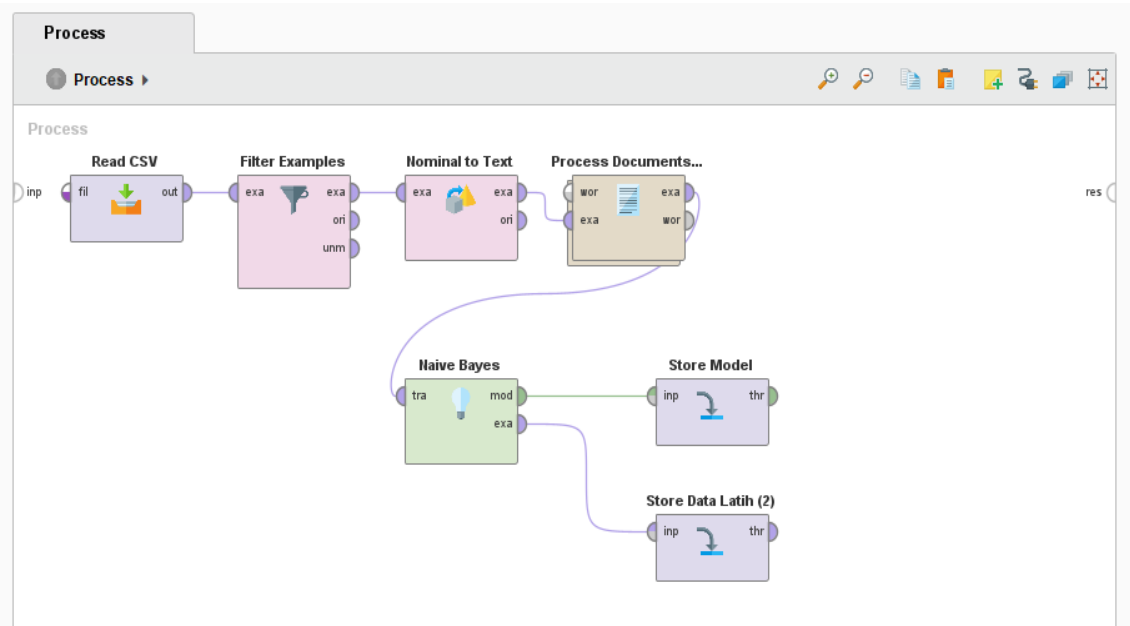 Process
Process
Process
Read CSV
Filter Examples
Nominal to Text
Process Documents...
inp
fil
out
exa
exa
ori
unm
exa
exa
ori
wor
exa
exa
wor
res
Naive Bayes
Store Model
tra
mod
exa
inp
thr
Store Data Latih (2)
inp
thr